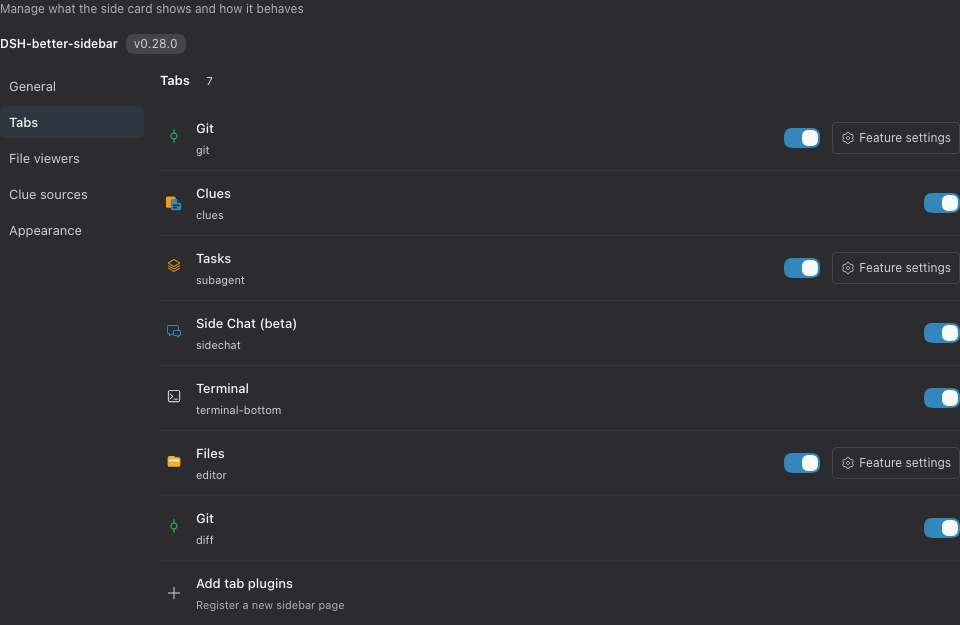 Manage what the side card shows and how it behaves
DSH-better-sidebar v0.28.0
General
Tabs
File viewers
Clue sources
Appearance
Tabs 7
Git
git
Feature settings
Clues
clues
Tasks
subagent
Feature settings
Side Chat (beta)
sidechat
Terminal
terminal-bottom
Files
editor
Feature settings
Git
diff
Add tab plugins
Register a new sidebar page